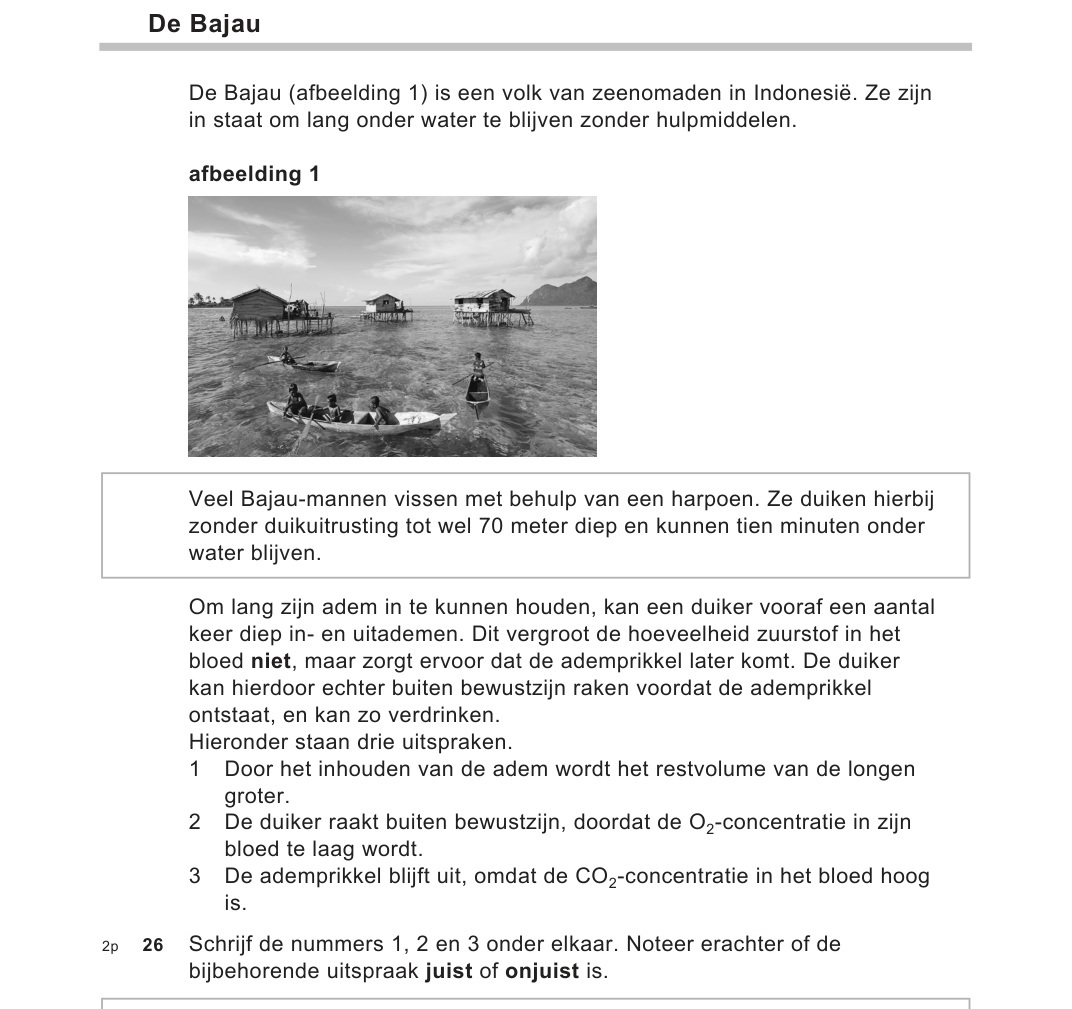 De Bajau
De Bajau (afbeelding 1) is een volk van zeenomaden in Indonesië. Ze zijn
in staat om lang onder water te blijven zonder hulpmiddelen.
afbeelding 1
Veel Bajau-mannen vissen met behulp van een harpoen. Ze duiken hierbij
zonder duikuitrusting tot wel 70 meter diep en kunnen tien minuten onder
water blijven.
Om lang zijn adem in te kunnen houden, kan een duiker vooraf een aantal
keer diep in- en uitademen. Dit vergroot de hoeveelheid zuurstof in het
bloed niet, maar zorgt ervoor dat de ademprikkel later komt. De duiker
kan hierdoor echter buiten bewustzijn raken voordat de ademprikkel
ontstaat, en kan zo verdrinken.
Hieronder staan drie uitspraken.
1 Door het inhouden van de adem wordt het restvolume van de longen
groter.
2 De duiker raakt buiten bewustzijn, doordat de O₂-concentratie in zijn
bloed te laag wordt.
3 De ademprikkel blijft uit, omdat de CO₂-concentratie in het bloed hoog
is.
2p 26 Schrijf de nummers 1, 2 en 3 onder elkaar. Noteer erachter of de
bijbehorende uitspraak juist of onjuist is.